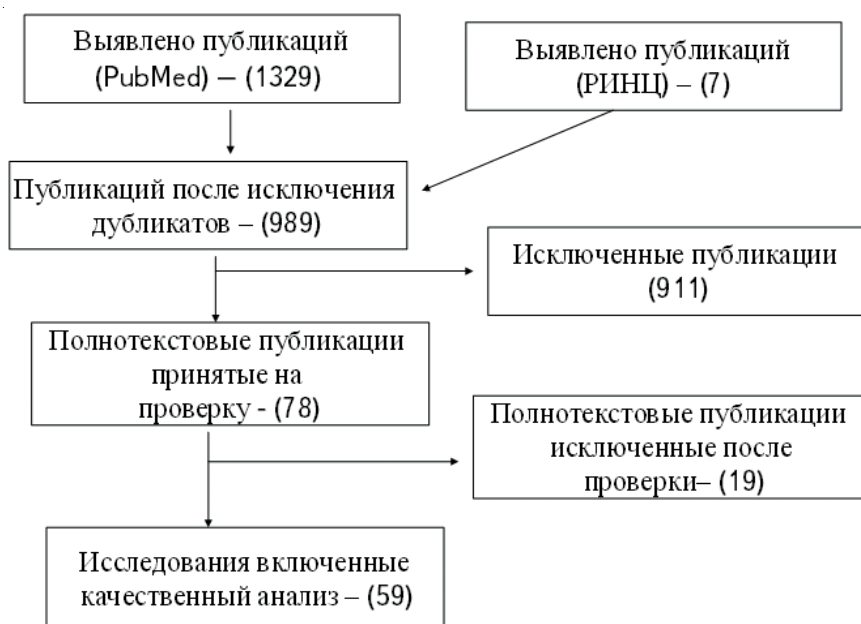 Выявлено публикаций
(PubMed) – (1329)
Выявлено публикаций
(РИНЦ) – (7)
Публикаций после исключения
дубликатов – (989)
Исключенные публикации
(911)
Полнотекстовые публикации
принятые на
проверку - (78)
Полнотекстовые публикации
исключенные после
проверки– (19)
Исследования включенные
качественный анализ – (59)